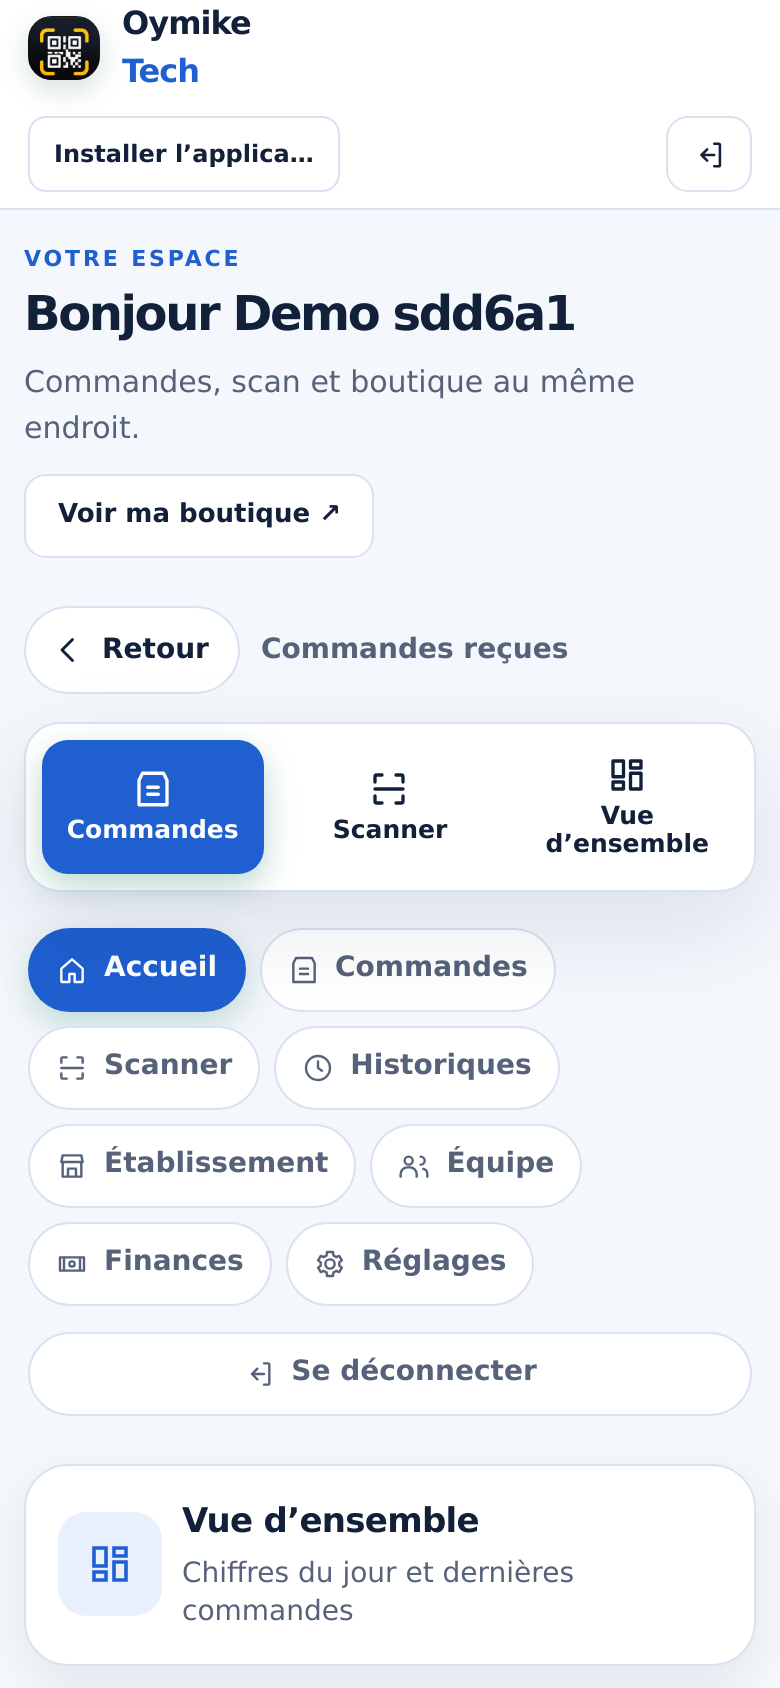 Oymike
Tech
Installer l’applica…
VOTRE ESPACE
Bonjour Demo sdd6a1
Commandes, scan et boutique au même
endroit.
Voir ma boutique ↗
Retour
Commandes reçues
Commandes
Scanner
Vue
d’ensemble
Accueil
Commandes
Scanner
Historiques
Établissement
Équipe
Finances
Réglages
Se déconnecter
Vue d’ensemble
Chiffres du jour et dernières
commandes